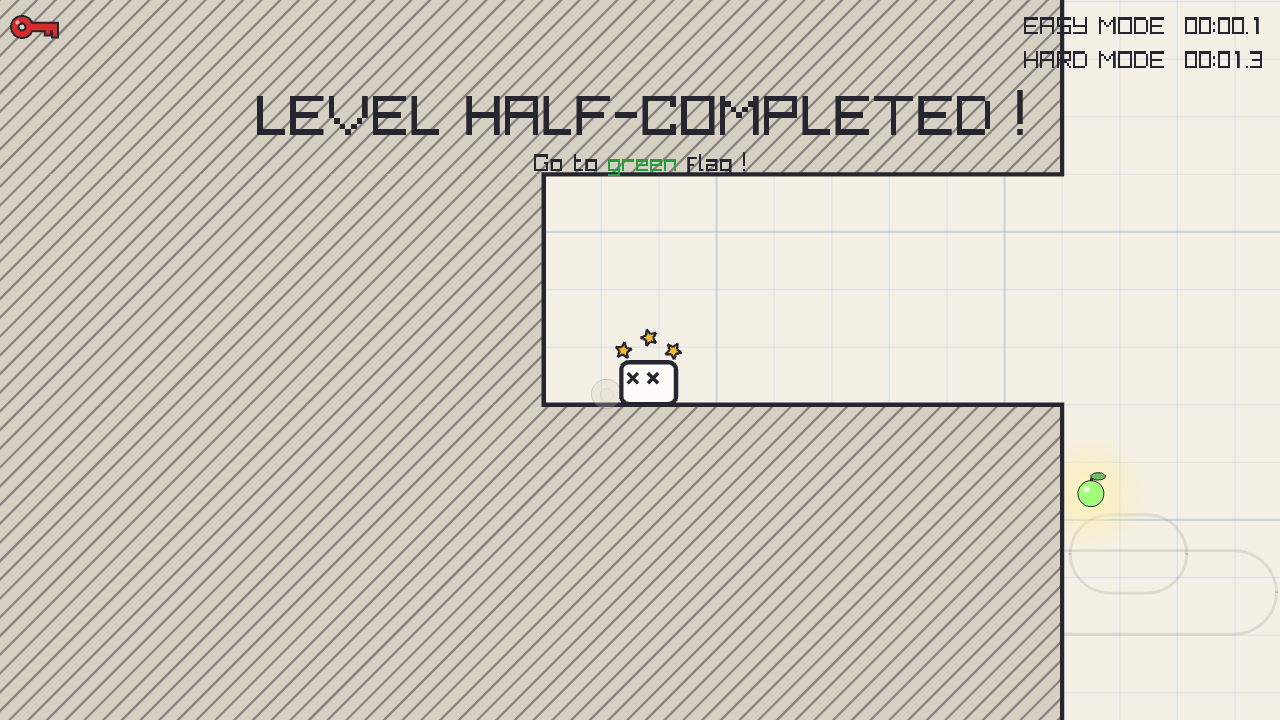 EASY MODE 00:00.1
HARD MODE 00:01.3
LEVEL HALF-COMPLETED !
Go to green flag !